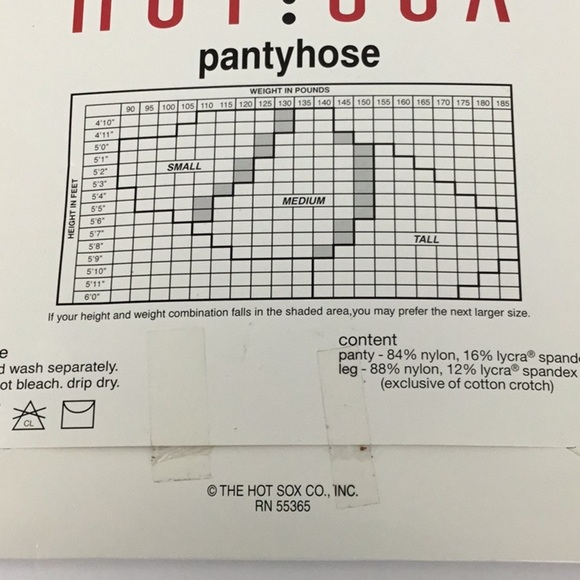 HOT:SOX
pantyhose
WEIGHT IN POUNDS
90 95 100 105 110 115 120 125 130 135 140 145 150 155 160 165 170 175 180 185
HEIGHT IN FEET
4'10"
4'11"
5'0"
5'1"
5'2"
5'3"
5'4"
5'5"
5'6"
5'7"
5'8"
5'9"
5'10"
5'11"
6'0"
SMALL
MEDIUM
TALL
If your height and weight combination falls in the shaded area,you may prefer the next larger size.
e
d wash separately.
ot bleach. drip dry.
CL
content
panty - 84% nylon, 16% lycra® spande
leg - 88% nylon, 12% lycra® spandex
(exclusive of cotton crotch)
© THE HOT SOX CO., INC.
RN 55365